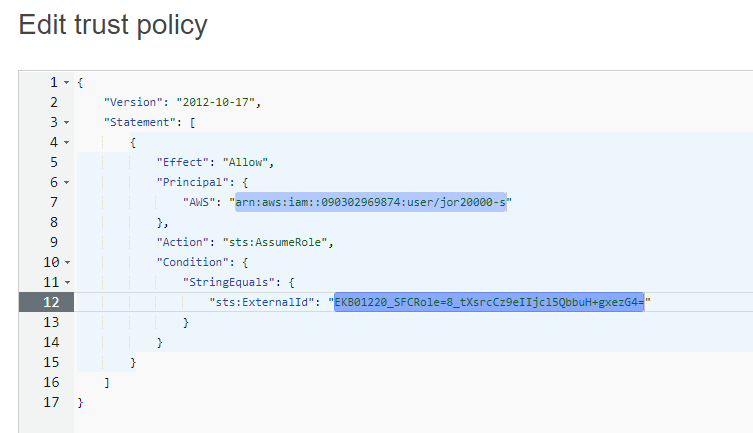 Edit trust policy
1 {
2 "Version": "2012-10-17",
3 "Statement": [
4 {
5 "Effect": "Allow",
6 "Principal": {
7 "AWS": "arn:aws:iam::090302969874:user/jor20000-s"
8 },
9 "Action": "sts:AssumeRole",
10 "Condition": {
11 "StringEquals": {
12 "sts:ExternalId": "EKB01220_SFCRole=8_tXsrcCz9eIIjcl5QbbuH+gxezG4="
13 }
14 }
15 }
16 ]
17 }